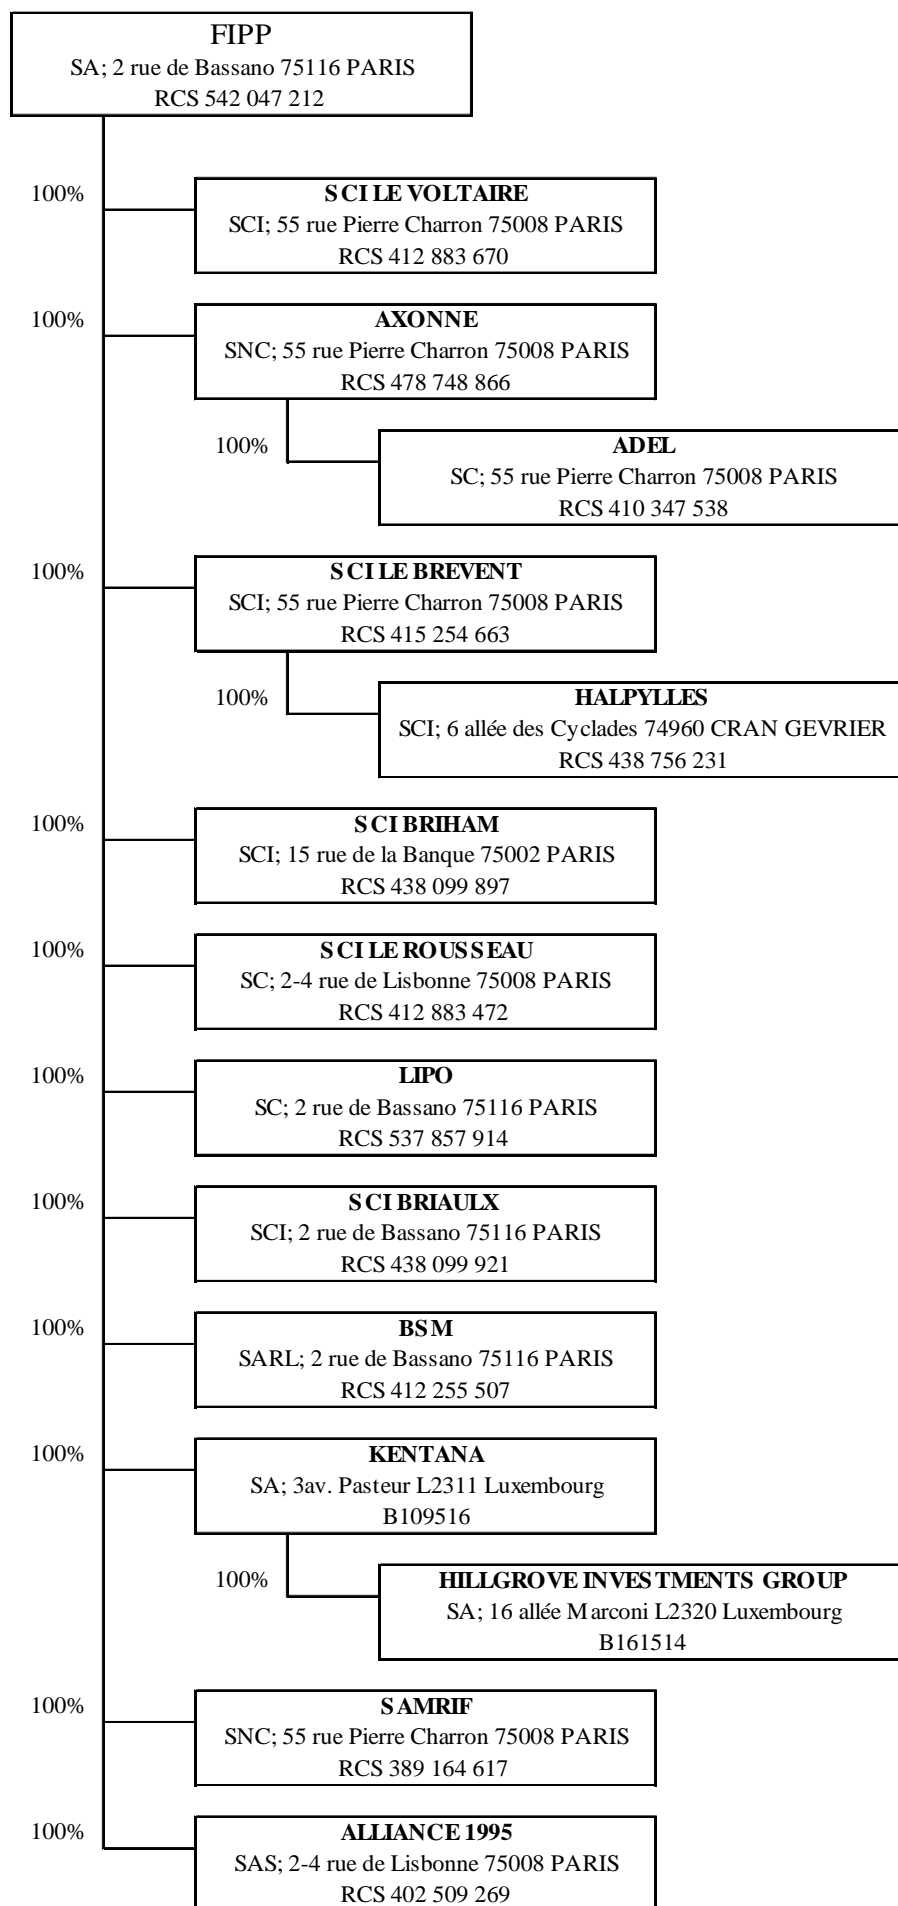 FIPP
SA; 2 rue de Bassano 75116 PARIS
RCS 542 047 212
100%
SCI LE VOLTAIRE
SCI; 55 rue Pierre Charron 75008 PARIS
RCS 412 883 670
100%
AXONNE
SNC; 55 rue Pierre Charron 75008 PARIS
RCS 478 748 866
100%
ADEL
SC; 55 rue Pierre Charron 75008 PARIS
RCS 410 347 538
100%
SCI LE BREVENT
SCI; 55 rue Pierre Charron 75008 PARIS
RCS 415 254 663
100%
HALPYLLES
SCI; 6 allée des Cyclades 74960 CRAN GEVRIER
RCS 438 756 231
100%
SCI BRIHAM
SCI; 15 rue de la Banque 75002 PARIS
RCS 438 099 897
100%
SCI LE ROUSSEAU
SC; 2-4 rue de Lisbonne 75008 PARIS
RCS 412 883 472
100%
LIPO
SC; 2 rue de Bassano 75116 PARIS
RCS 537 857 914
100%
SCI BRIAULX
SCI; 2 rue de Bassano 75116 PARIS
RCS 438 099 921
100%
BSM
SARL; 2 rue de Bassano 75116 PARIS
RCS 412 255 507
100%
KENTANA
SA; 3av. Pasteur L2311 Luxembourg
B109516
100%
HILLGROVE INVESTMENTS GROUP
SA; 16 allée Marconi L2320 Luxembourg
B161514
100%
SAMRIF
SNC; 55 rue Pierre Charron 75008 PARIS
RCS 389 164 617
100%
ALLIANCE 1995
SAS; 2-4 rue de Lisbonne 75008 PARIS
RCS 402 509 269